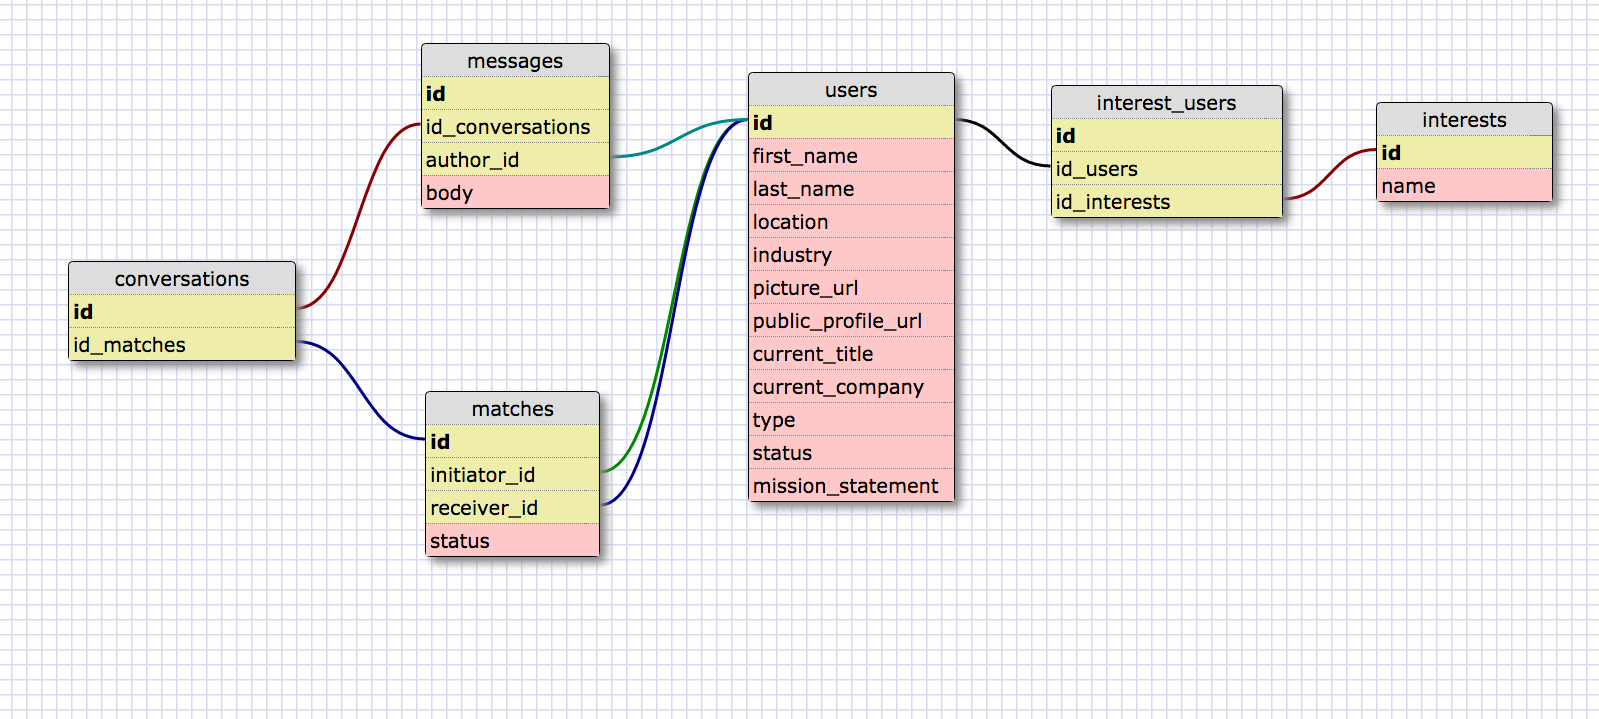 messages
id
id_conversations
author_id
body
conversations
id
id_matches
matches
id
initiator_id
receiver_id
status
users
id
first_name
last_name
location
industry
picture_url
public_profile_url
current_title
current_company
type
status
mission_statement
interest_users
id
id_users
id_interests
interests
id
name